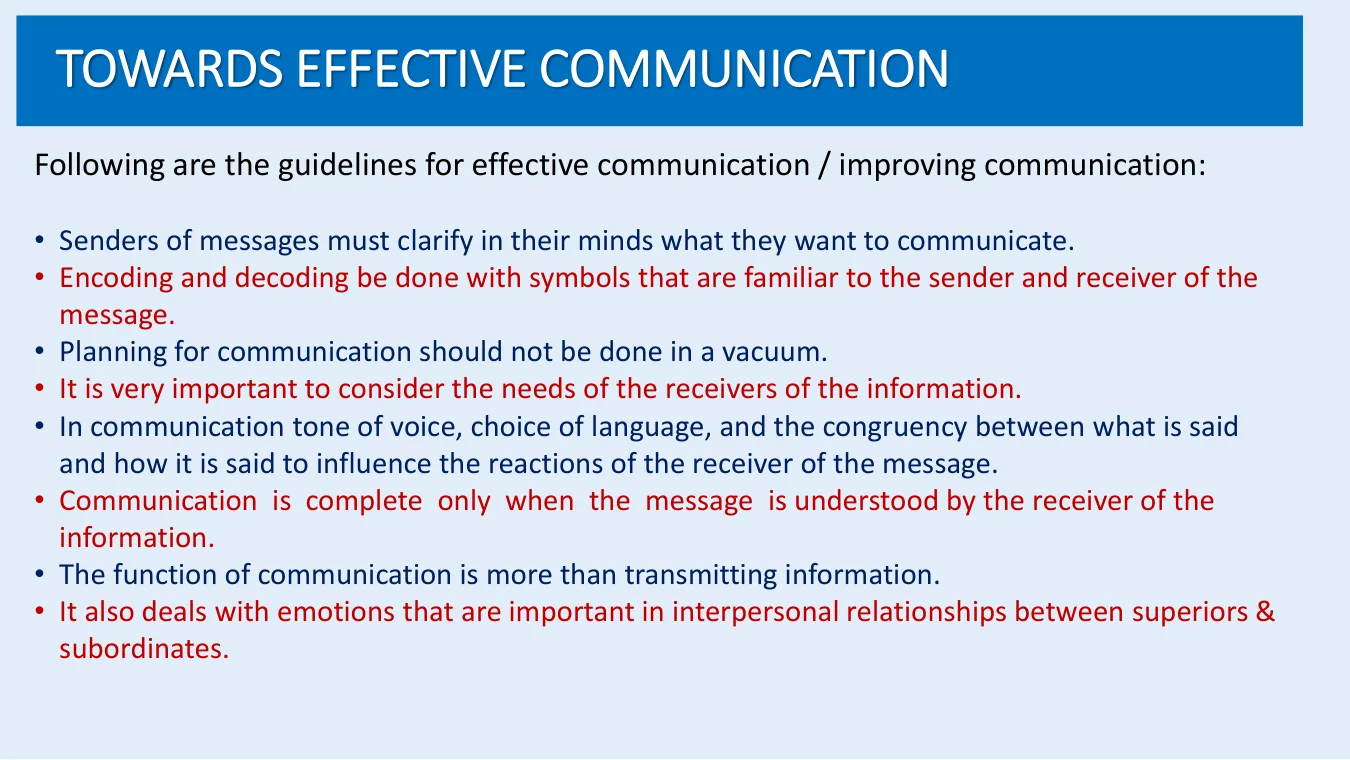 TOWARDS EFFECTIVE COMMUNICATION
Following are the guidelines for effective communication / improving communication:
• Senders of messages must clarify in their minds what they want to communicate.
• Encoding and decoding be done with symbols that are familiar to the sender and receiver of the
message.
• Planning for communication should not be done in a vacuum.
• It is very important to consider the needs of the receivers of the information.
• In communication tone of voice, choice of language, and the congruency between what is said
and how it is said to influence the reactions of the receiver of the message.
• Communication is complete only when the message is understood by the receiver of the
information.
• The function of communication is more than transmitting information.
• It also deals with emotions that are important in interpersonal relationships between superiors &
subordinates.